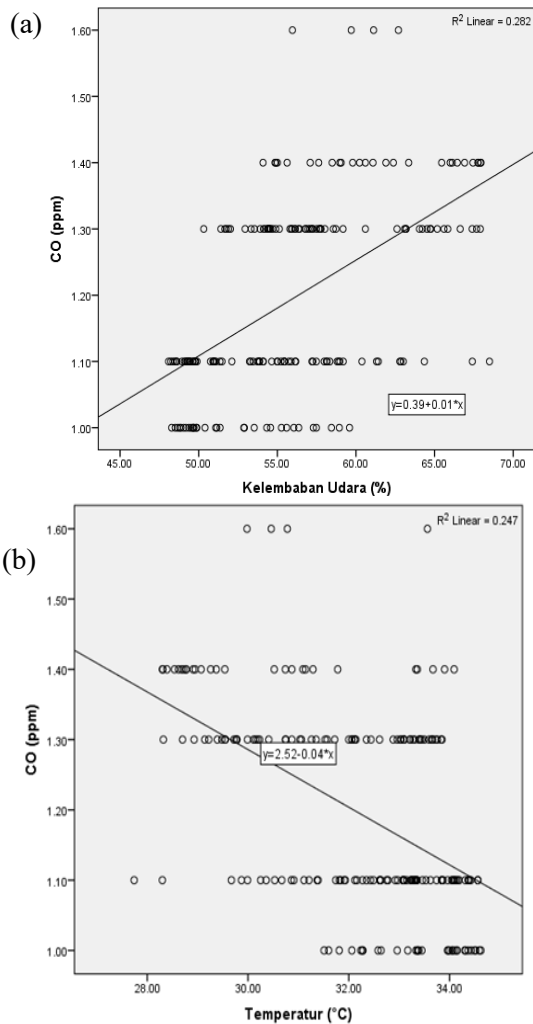 (a)
R² Linear = 0.282
CO (ppm)
1.60
1.50
1.40
1.30
1.20
1.10
1.00
y=0.39+0.01*x
45.00 50.00 55.00 60.00 65.00 70.00
Kelembaban Udara (%)
(b)
R² Linear = 0.247
CO (ppm)
1.60
1.50
1.40
1.30
1.20
1.10
1.00
y=2.52-0.04*x
28.00 30.00 32.00 34.00
Temperatur (°C)